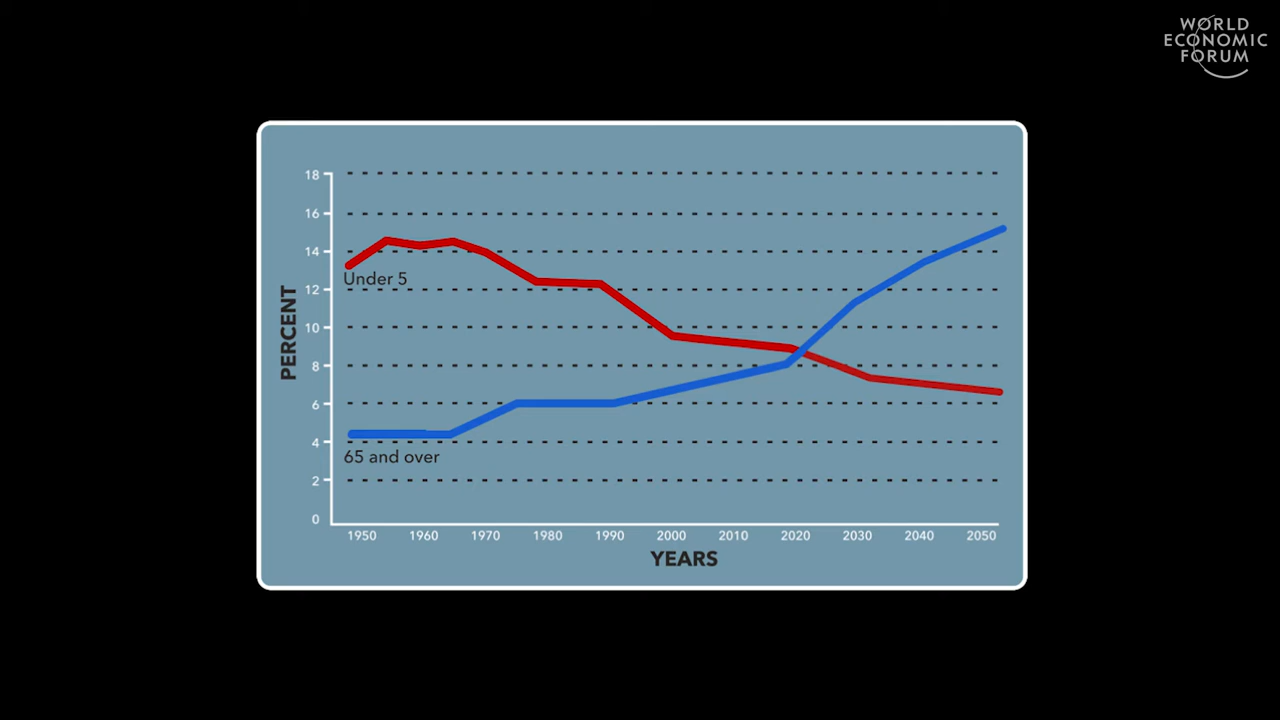 WORLD
ECONOMIC
FORUM
18
16
14
12
10
8
6
4
2
0
PERCENT
Under 5
65 and over
1950 1960 1970 1980 1990 2000 2010 2020 2030 2040 2050
YEARS